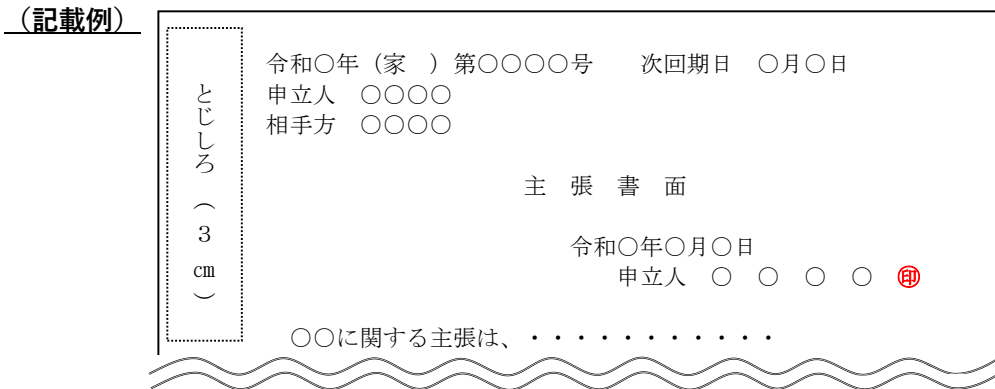 （記載例）
とじしろ（３㎝）
令和○年（家　）第○○○○号　　次回期日　○月○日
申立人　○○○○
相手方　○○○○
主　張　書　面
令和○年○月○日
申立人　○　○　○　○　㊞
○○に関する主張は、・・・・・・・・・・・